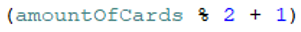 (amountOfCards % 2 + 1)